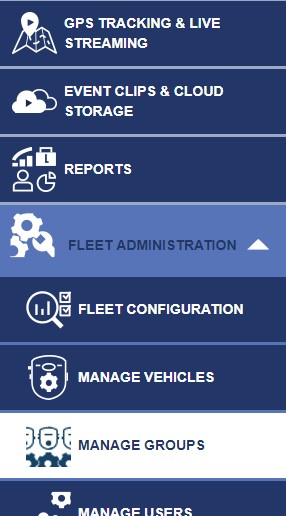 GPS TRACKING & LIVE
STREAMING
EVENT CLIPS & CLOUD
STORAGE
REPORTS
FLEET ADMINISTRATION
FLEET CONFIGURATION
MANAGE VEHICLES
MANAGE GROUPS
MANAGE USERS